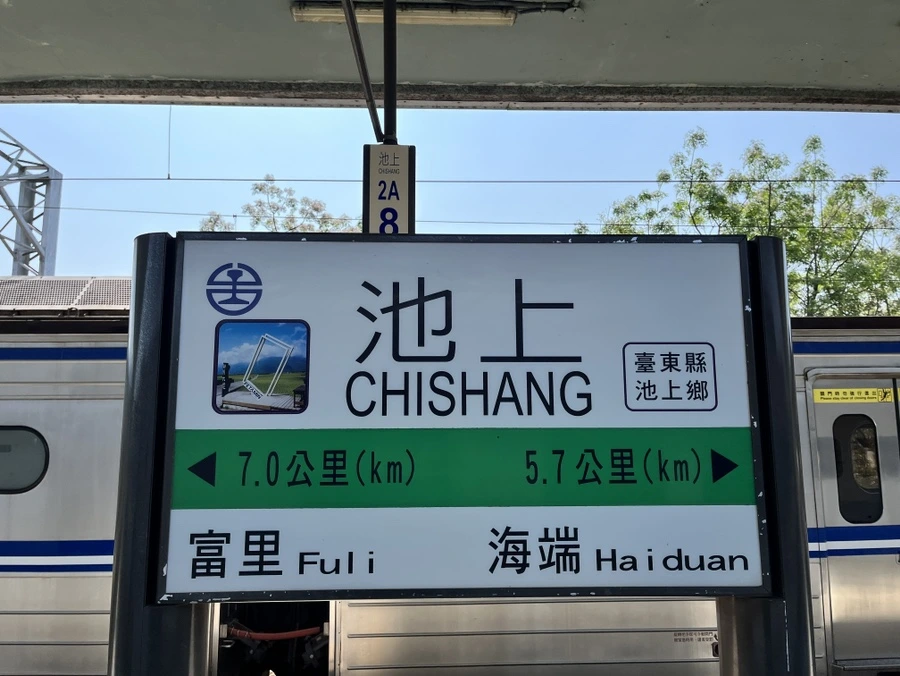 池上
CHISHANG
2A
8
池上
CHISHANG
臺東縣
池上鄉
7.0公里(km)
5.7公里(km)
富里 Fuli
海端 Haiduan